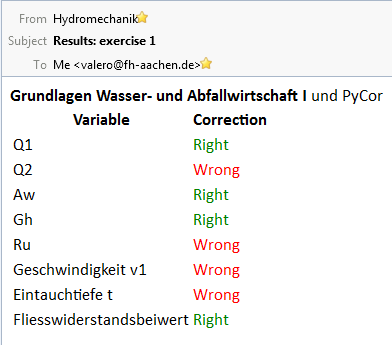 From Hydromechanik
Subject Results: exercise 1
To Me <valero@fh-aachen.de>
Grundlagen Wasser- und Abfallwirtschaft I und PyCor
Variable Correction
Q1 Right
Q2 Wrong
Aw Right
Gh Right
Ru Wrong
Geschwindigkeit v1 Wrong
Eintauchtiefe t Wrong
Fliesswiderstandsbeiwert Right